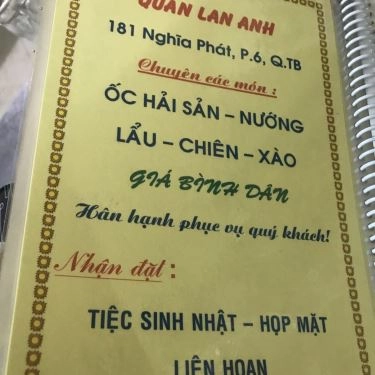 QUÁN LAN ANH
181 Nghĩa Phát, P.6, Q.TB
Chuyên các món :
ỐC HẢI SẢN – NƯỚNG
LẨU – CHIÊN – XÀO
GIÁ BÌNH DÂN
Hân hạnh phục vụ quý khách!
Nhận đặt :
TIỆC SINH NHẬT – HỌP MẶT
LIÊN HOAN